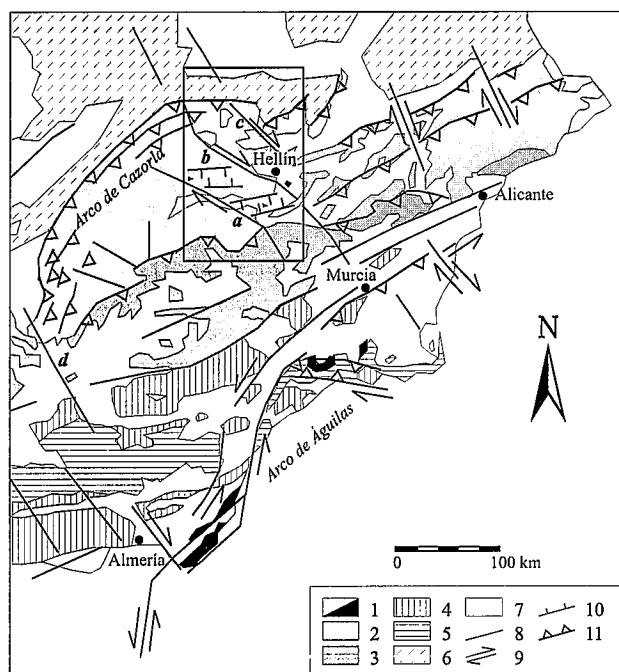 c
Hellín
b
Arco de Cazorla
a
Alicante
Murcia
N
d
Arco de Águilas
Almería
0 100 km
1 4 7 10
2 5 8 11
3 6 9